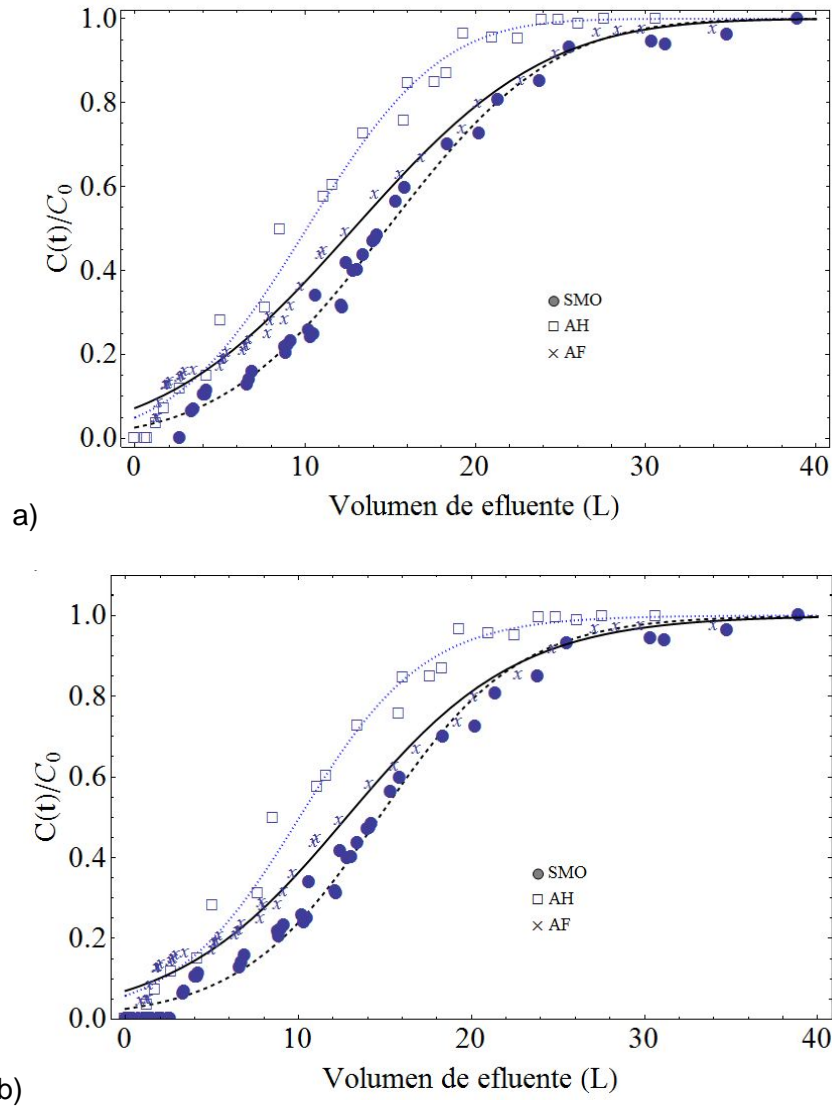 1.0
0.8
0.6
0.4
0.2
0.0
C(t)/C₀
SMO
AH
AF
0 10 20 30 40
Volumen de efluente (L)
a)
1.0
0.8
0.6
0.4
0.2
0.0
C(t)/C₀
SMO
AH
AF
0 10 20 30 40
Volumen de efluente (L)
b)